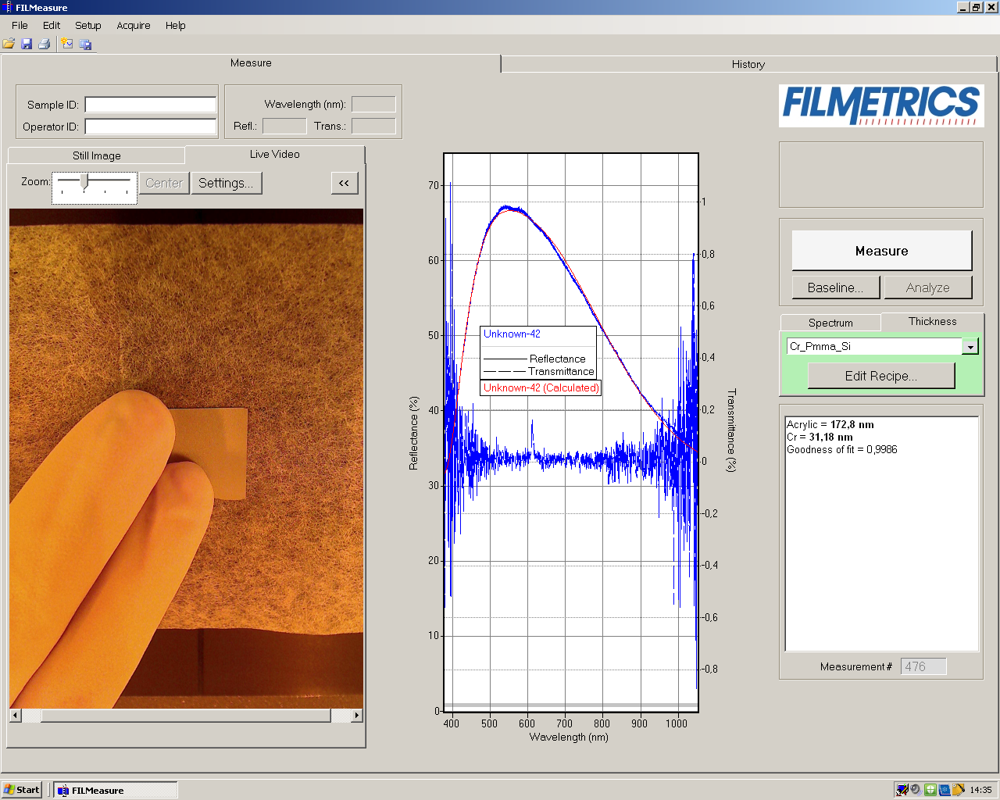 FILMeasure
File Edit Setup Acquire Help
Measure
History
Sample ID:
Operator ID:
Wavelength (nm):
Refl.: Trans.:
FILMETRICS
Still Image
Live Video
Zoom:
Center
Settings...
<<
Measure
Baseline...
Analyze
Spectrum
Thickness
Cr_Pmma_Si
Edit Recipe...
Acrylic = 172,8 nm
Cr = 31,18 nm
Goodness of fit = 0,9986
Measurement # 476
70
60
50
40
30
20
10
0
Reflectance (%)
Unknown-42
Reflectance
Transmittance
Unknown-42 (Calculated)
1
0,8
0,6
0,4
0,2
0
-0,2
-0,4
-0,6
-0,8
Transmittance (%)
400 500 600 700 800 900 1000
Wavelength (nm)
Start
FILMeasure
14:35